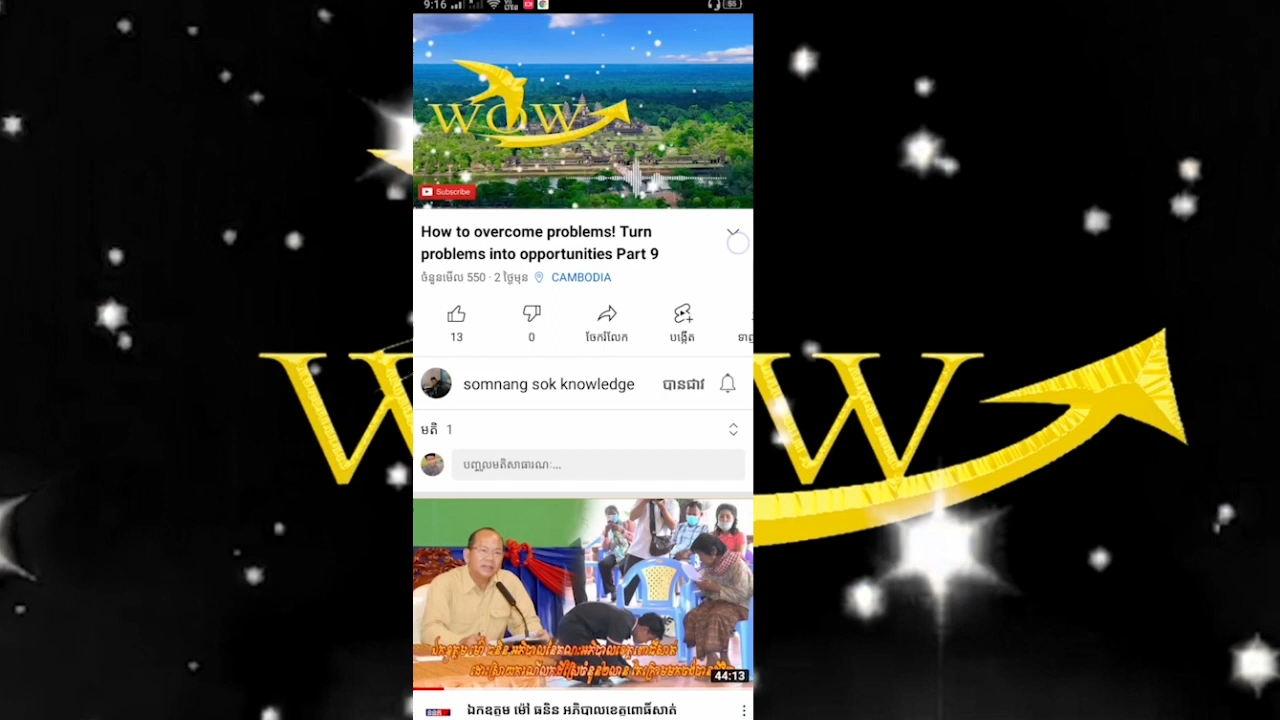 9:16
55
WOW
Subscribe
How to overcome problems! Turn
problems into opportunities Part 9
ចំនួនមើល 550 · 2 ថ្ងៃមុន CAMBODIA
13
0
ចែករំលែក
បង្កើត
somnang sok knowledge
បានជាវ
មតិ 1
បញ្ចូលមតិសាធារណៈ...
44:13
ឯកឧត្តម ម៉ៅ ធនិន អភិបាលខេត្តពោធិ៍សាត់
W
W